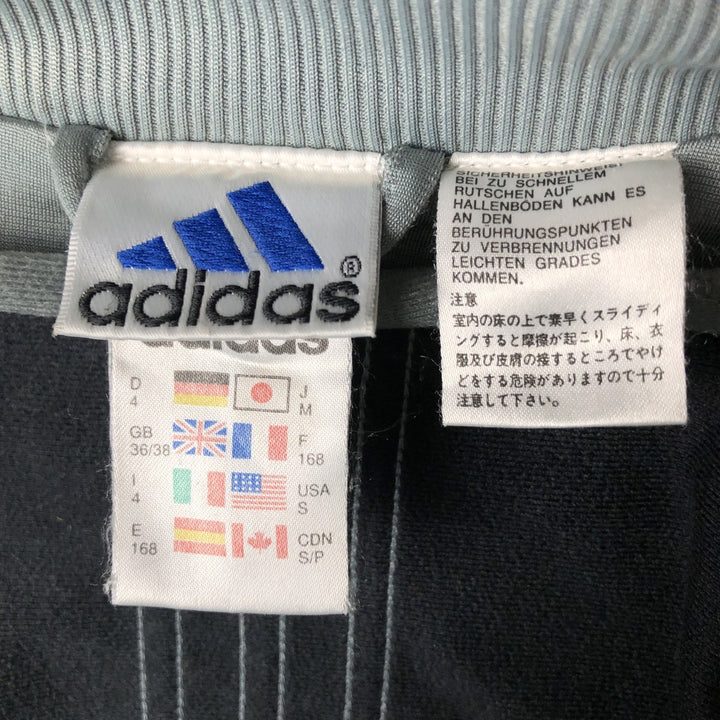 adidas®
adidas
D
4
J
M
GB
36/38
F
168
I
4
USA
S
E
168
CDN
S/P
SICHERHEITSHINWEIS
BEI ZU SCHNELLEM
RUTSCHEN AUF
HALLENBÖDEN KANN ES
AN DEN
BERÜHRUNGSPUNKTEN
ZU VERBRENNUNGEN
LEICHTEN GRADES
KOMMEN.
注意
室内の床の上で素早くスライディ
ングすると摩擦が起こり、床、衣
服及び皮膚の接するところでやけ
どをする危険がありますので十分
注意して下さい。